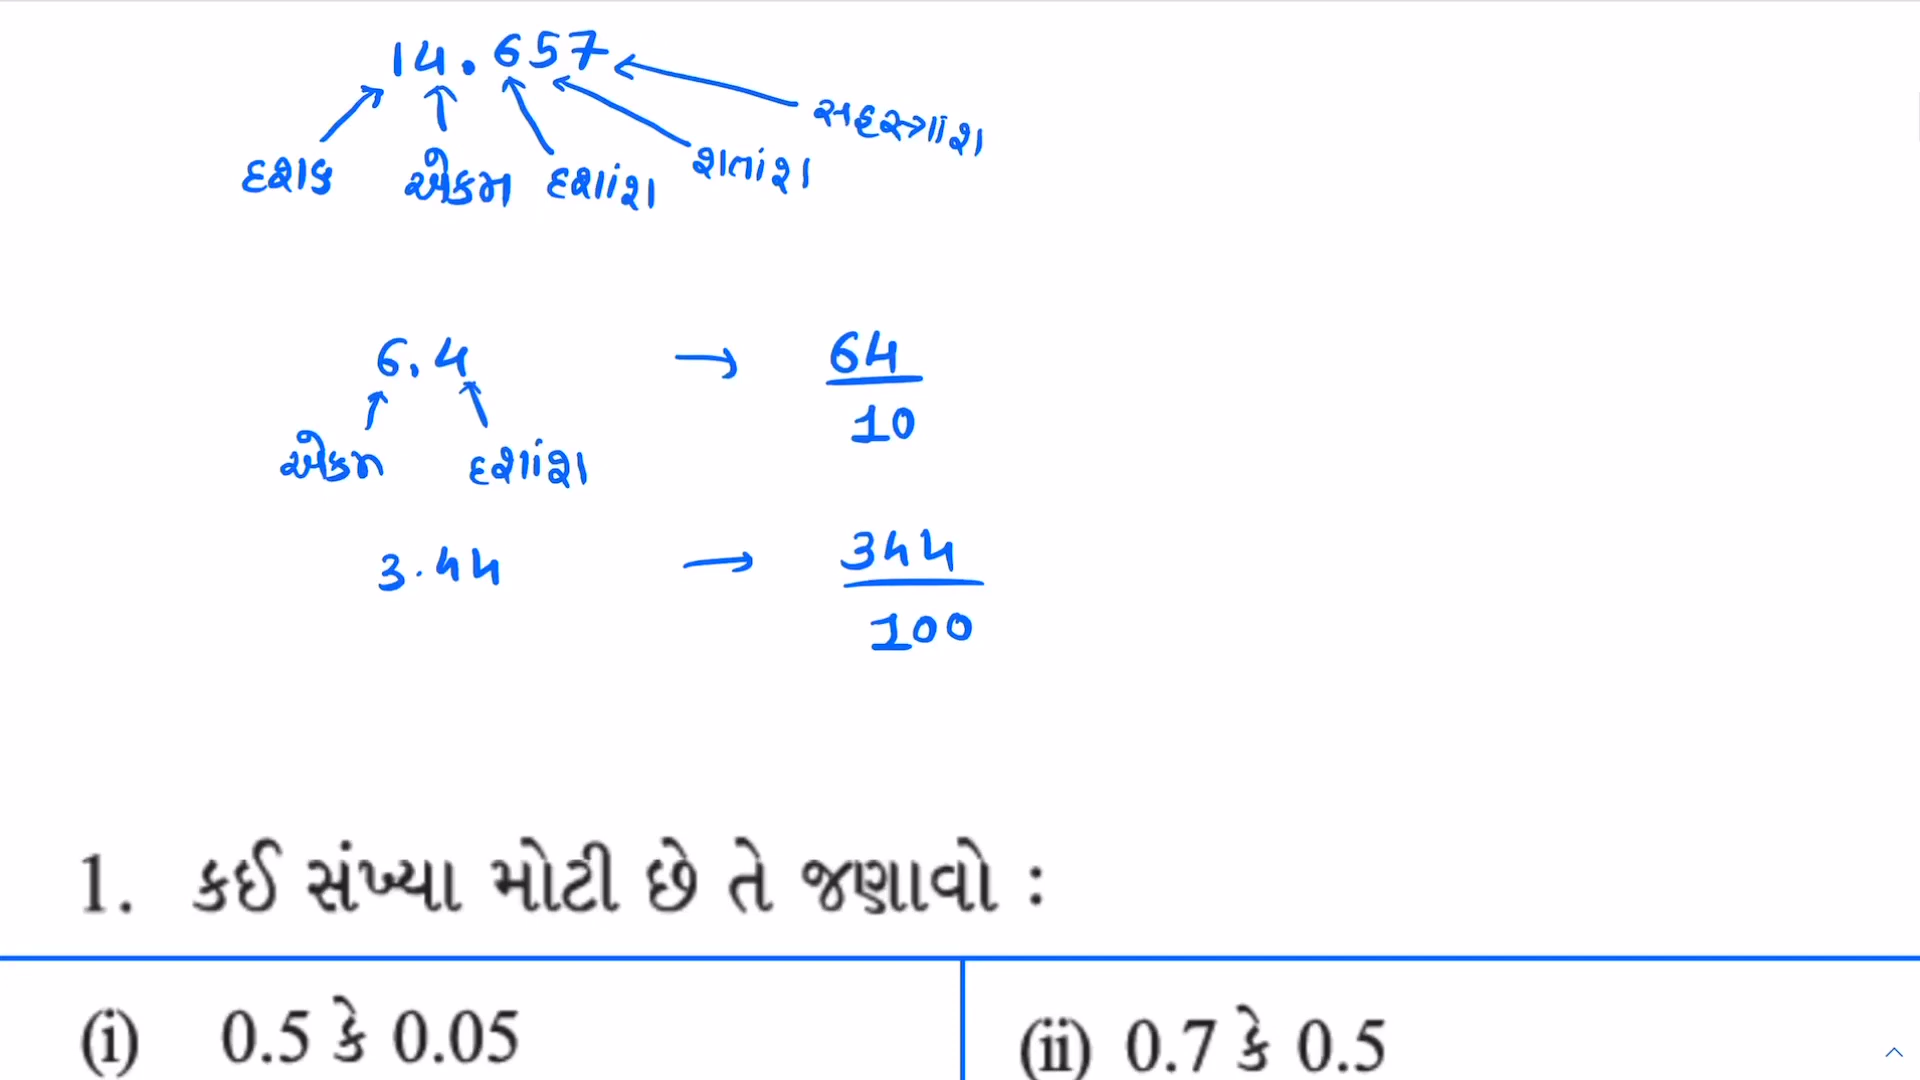 14.657
સહસ્ત્રાંશ
દશક એકમ દશાંશ શતાંશ
6.4 → 64/10
એકમ દશાંશ
3.44 → 344/100
1. કઈ સંખ્યા મોટી છે તે જણાવો :
(i) 0.5 કે 0.05 (ii) 0.7 કે 0.5